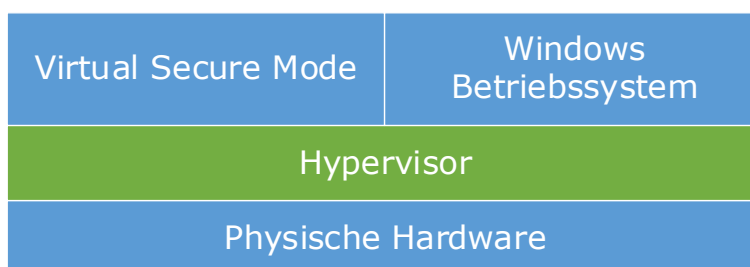 Virtual Secure Mode
Windows
Betriebssystem
Hypervisor
Physische Hardware